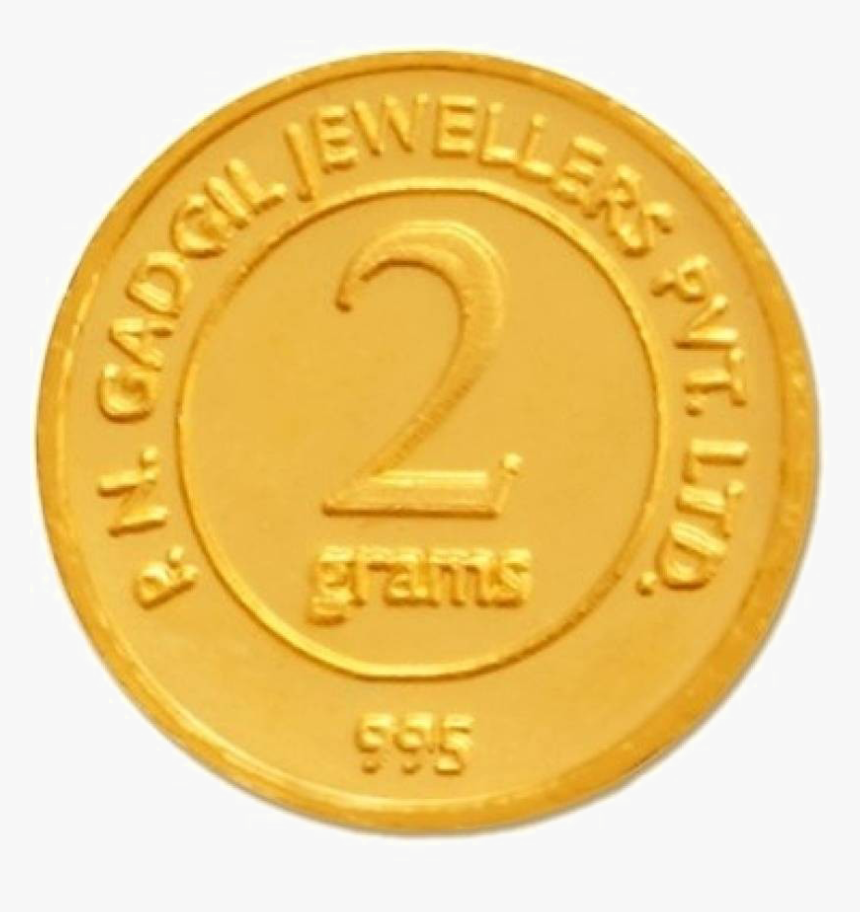 P. N. GADGIL JEWELLERS PVT. LTD.
2
grams
995